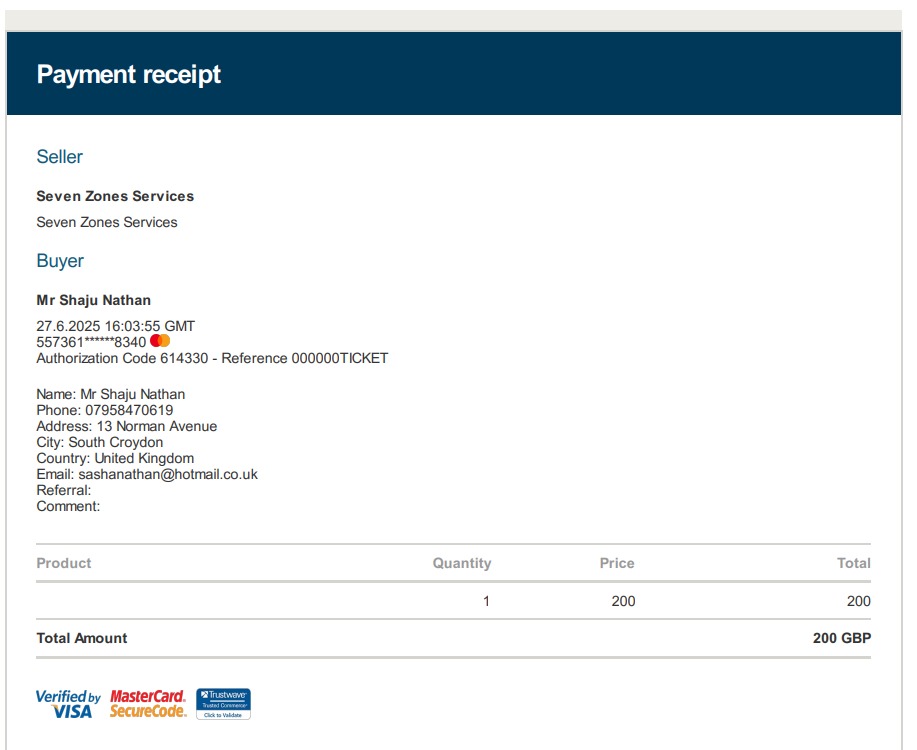 Payment receipt
Seller
Seven Zones Services
Seven Zones Services
Buyer
Mr Shaju Nathan
27.6.2025 16:03:55 GMT
557361******8340
Authorization Code 614330 - Reference 000000TICKET
Name: Mr Shaju Nathan
Phone: 07958470619
Address: 13 Norman Avenue
City: South Croydon
Country: United Kingdom
Email: sashanathan@hotmail.co.uk
Referral:
Comment:
Product Quantity Price Total
1 200 200
Total Amount 200 GBP
Verified by VISA MasterCard. SecureCode. Trustwave Trusted Commerce Click to Validate